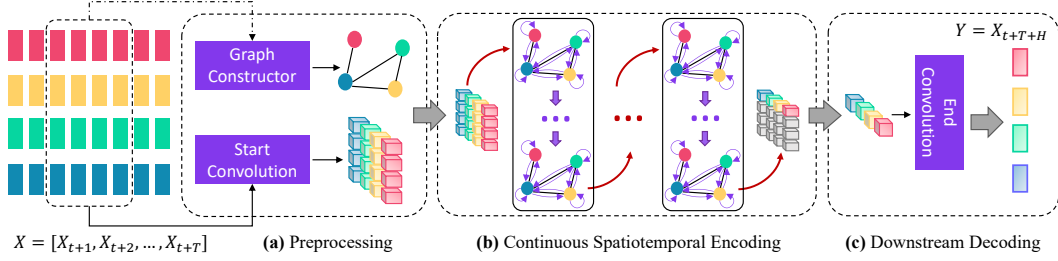 Graph
Constructor
Start
Convolution
End
Convolution
Y = X_{t+T+H}
X = [X_{t+1}, X_{t+2}, ..., X_{t+T}]
(a) Preprocessing
(b) Continuous Spatiotemporal Encoding
(c) Downstream Decoding